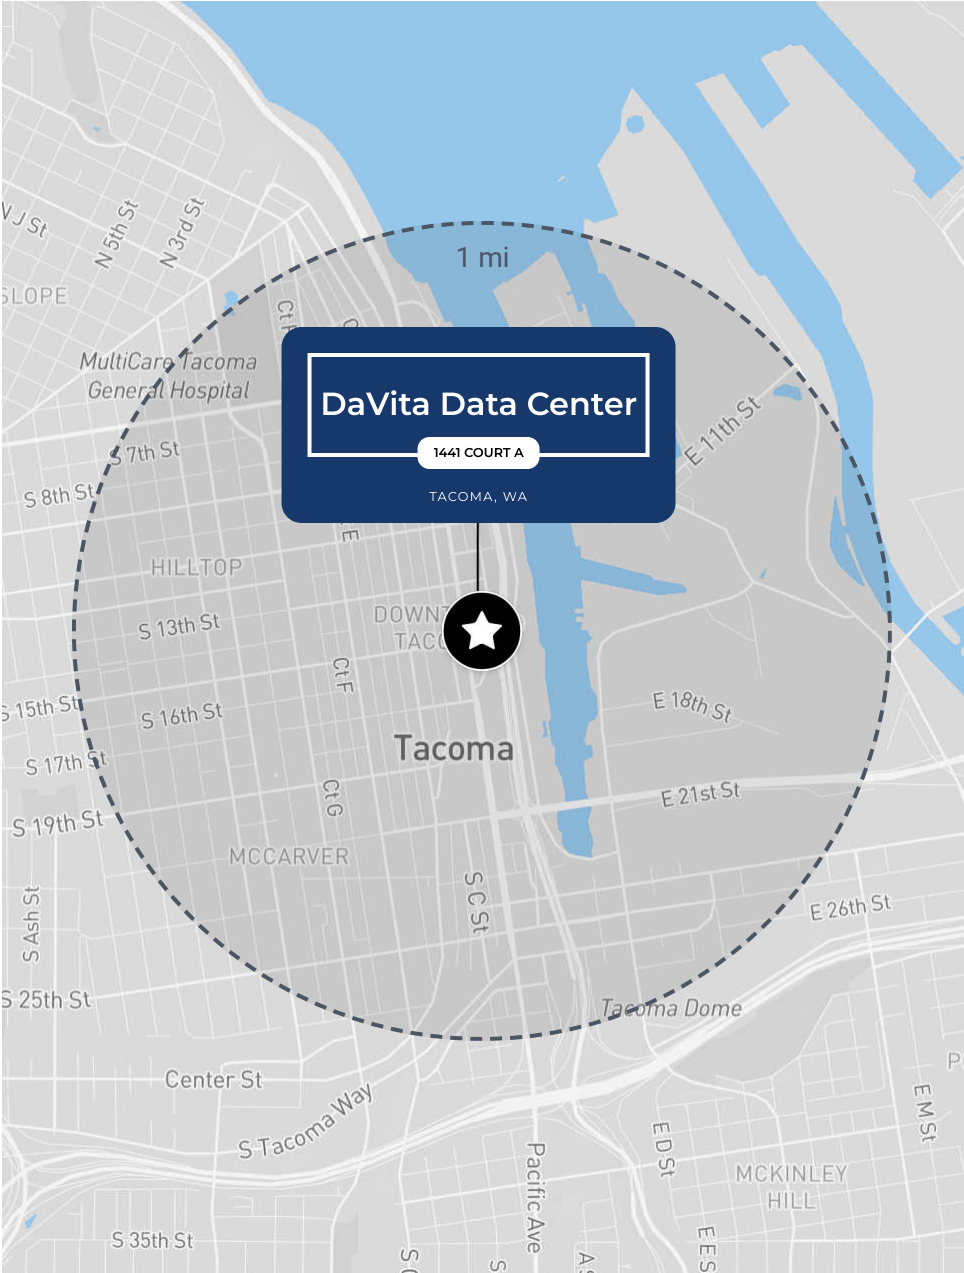 N J St
N 5th St
N 3rd St
1 mi
SLOPE
MultiCare Tacoma
General Hospital
DaVita Data Center
1441 COURT A
TACOMA, WA
E 11th St
S 7th St
S 8th St
HILLTOP
S 13th St
Ct F
S 15th St
S 16th St
E 18th St
Tacoma
S 17th St
Ct G
E 21st St
S 19th St
MCCARVER
S C St
S Ash St
E 26th St
S 25th St
Tacoma Dome
Center St
S Tacoma Way
E M St
E D St
Pacific Ave
MCKINLEY
HILL
S 35th St